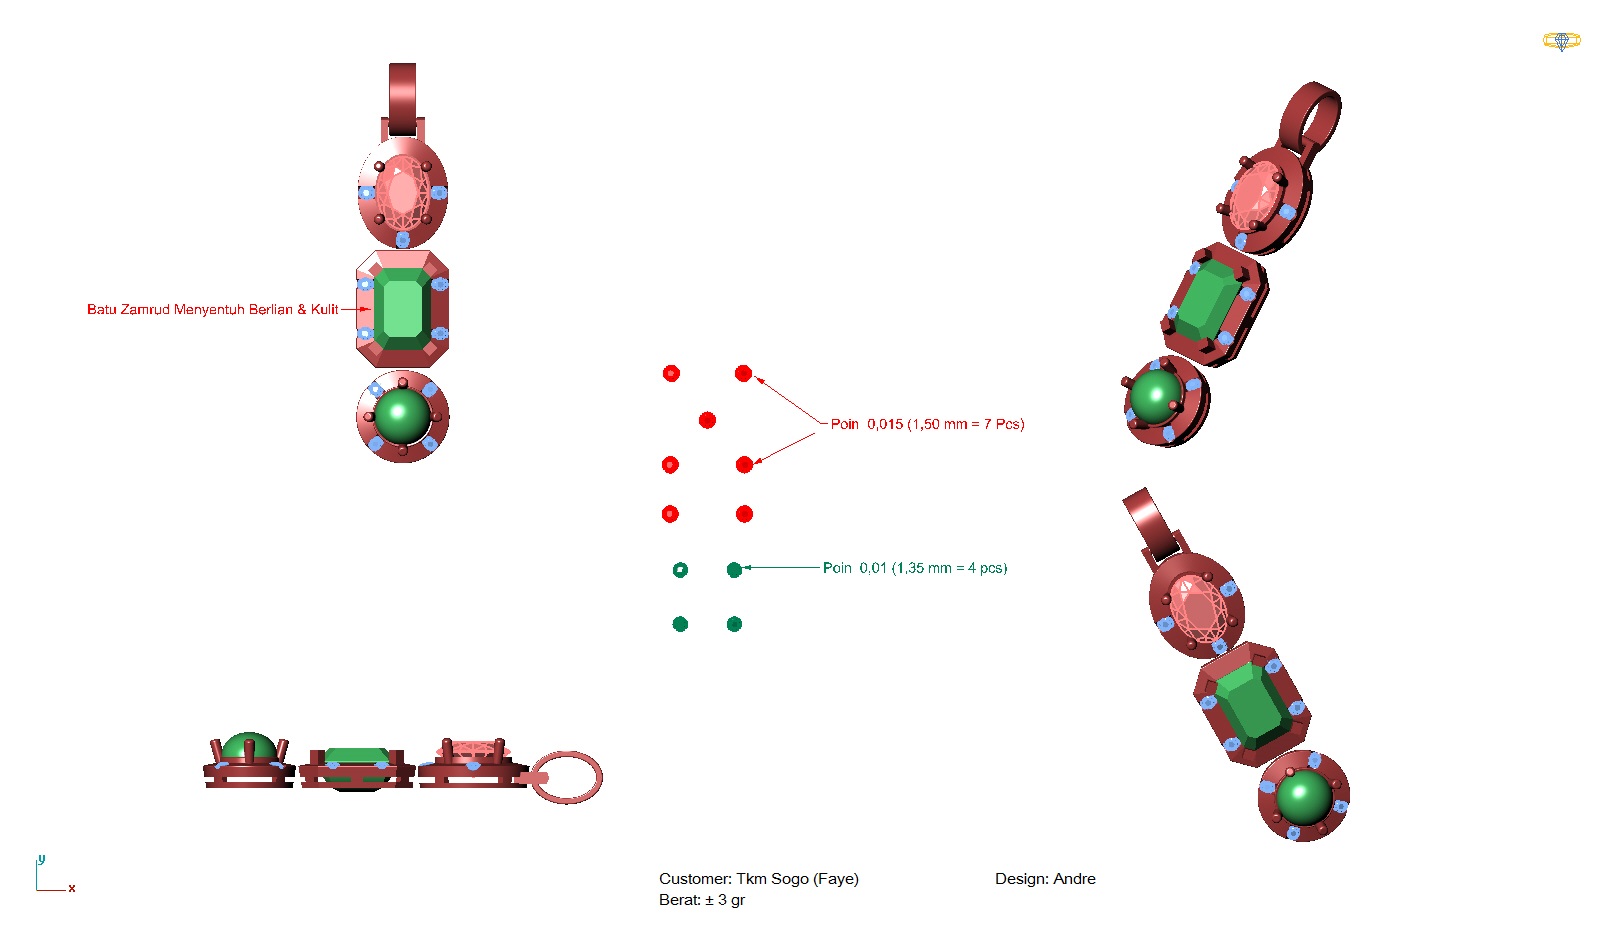 Batu Zamrud Menyentuh Berlian & Kulit
Poin 0,015 (1,50 mm = 7 Pcs)
Poin 0,01 (1,35 mm = 4 pcs)
y
x
Customer: Tkm Sogo (Faye)
Design: Andre
Berat: ± 3 gr